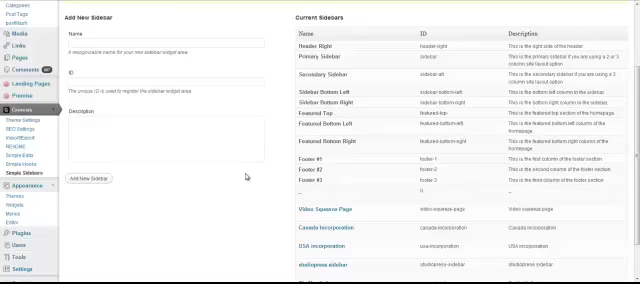 Categories
Post Tags
Media
Links
Pages
Comments
Landing Pages
Premise
Genesis
Theme Settings
SEO Settings
Import/Export
README
Simple Edits
Simple Hooks
Simple Sidebars
Appearance
Themes
Widgets
Menus
Editor
Plugins
Users
Tools
Settings
Add New Sidebar
Name
A recognizable name for your new sidebar widget area
ID
The unique ID is used to register the sidebar widget area
Description
Add New Sidebar
Current Sidebars
Name ID Description
Header Right header-right This is the right side of the header
Primary Sidebar sidebar This is the primary sidebar if you are using a 2 or 3
column site layout option
Secondary Sidebar sidebar-alt This is the secondary sidebar if you are using a 3
column site layout option
Sidebar Bottom Left sidebar-bottom-left This is the bottom left column in the sidebar.
Sidebar Bottom Right sidebar-bottom-right This is the bottom right column in the sidebar.
Featured Top featured-top This is the featured top section of the homepage.
Featured Bottom Left featured-bottom-left This is the featured bottom left column of the
homepage.
Featured Bottom Right featured-bottom-right This is the featured bottom right column of the
homepage.
Footer #1 footer-1 This is the first column of the footer section
Footer #2 footer-2 This is the second column of the footer section
Footer #3 footer-3 This is the third column of the footer section
_ 0 _
Video Squeeze Page video-squeeze-page Video squeeze page
Canada Incorporation canada-incorporation Canada Incorporation
USA incorporation usa-incorporation USA incorporation
studiopress sidebar studiopress-sidebar studiopress sidebar